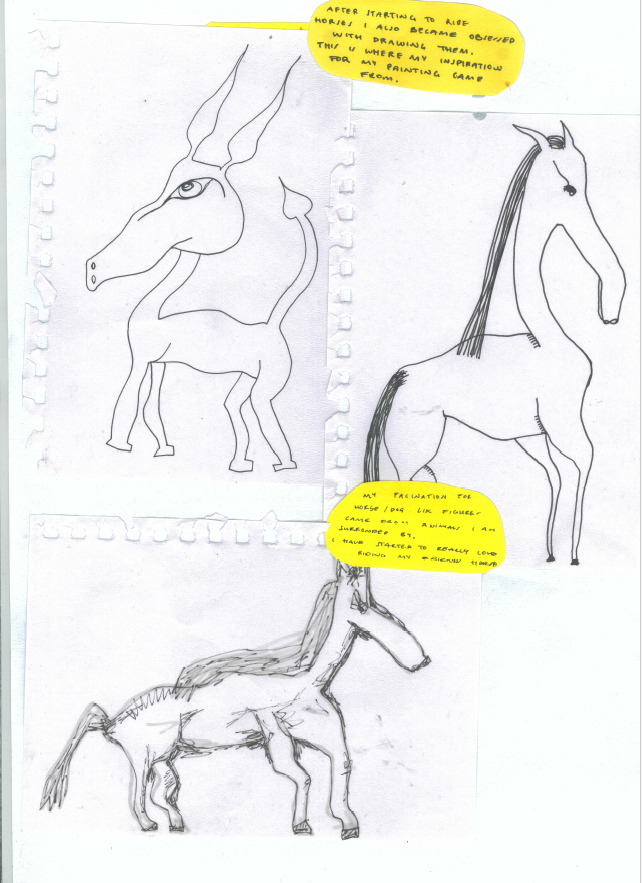 AFTER STARTING TO RIDE
HORSES I ALSO BECAME OBSESSED
WITH DRAWING THEM.
THIS IS WHERE MY INSPIRATION
FOR MY PAINTING CAME
FROM.
MY FACINATION FOR
HORSE/DOG LIK FIGURES
CAME FROM ANIMALS I AM
SURRONDED BY.
I HAVE STARTED TO REALLY LOVE
RIDING MY FRIENDS HORSE